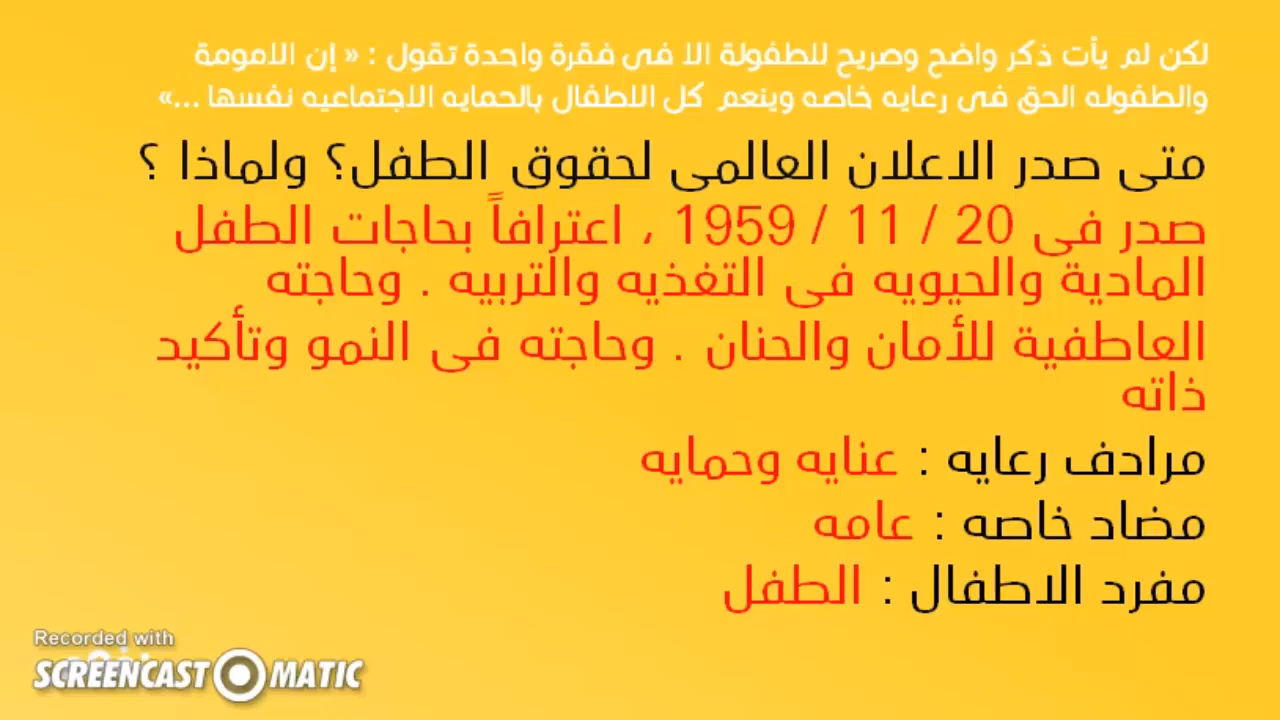 لكن لم يأت ذكر واضح وصريح للطفولة الا فى فقرة واحدة تقول : « إن الامومة
والطفوله الحق فى رعايه خاصه وينعم كل الاطفال بالحمايه الاجتماعيه نفسها ...»
متى صدر الاعلان العالمى لحقوق الطفل؟ ولماذا ؟
صدر فى 20 / 11 / 1959 ، اعترافاً بحاجات الطفل
المادية والحيويه فى التغذيه والتربيه . وحاجته
العاطفية للأمان والحنان . وحاجته فى النمو وتأكيد
ذاته
مرادف رعايه : عنايه وحمايه
مضاد خاصه : عامه
مفرد الاطفال : الطفل
Recorded with
SCREENCAST MATIC